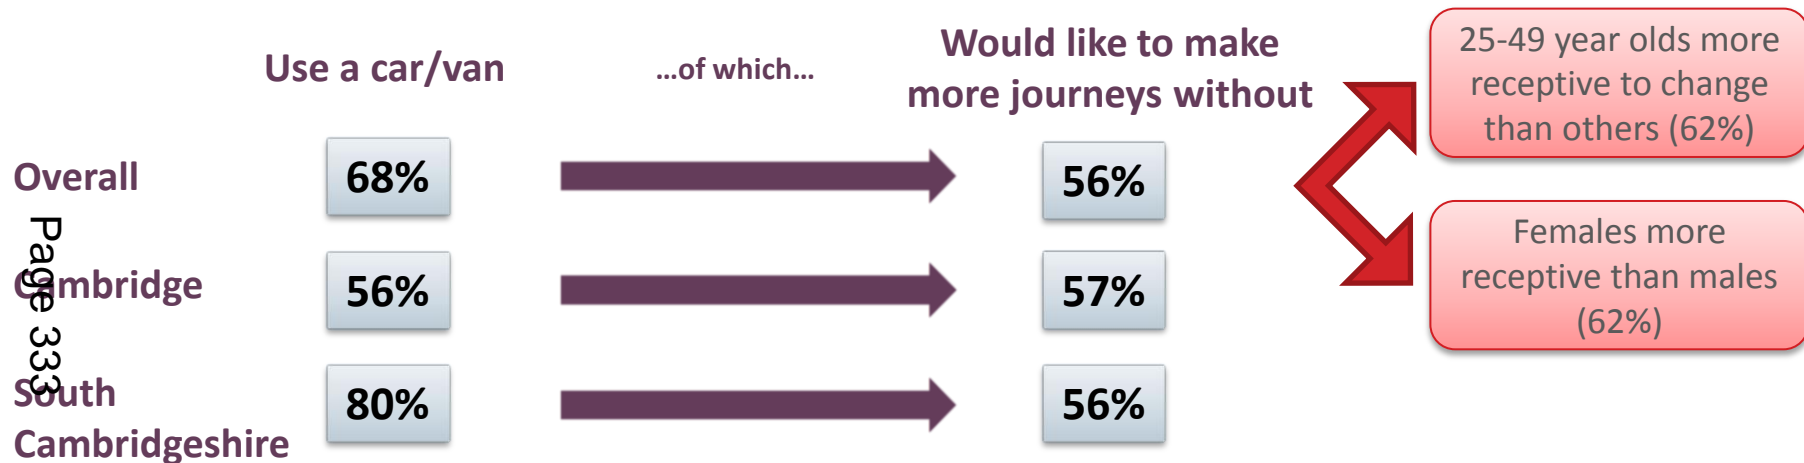 Use a car/van
...of which...
Would like to make
more journeys without
Overall
68%
56%
Cambridge
56%
57%
South
Cambridgeshire
80%
56%
25-49 year olds more
receptive to change
than others (62%)
Females more
receptive than males
(62%)
Page 333